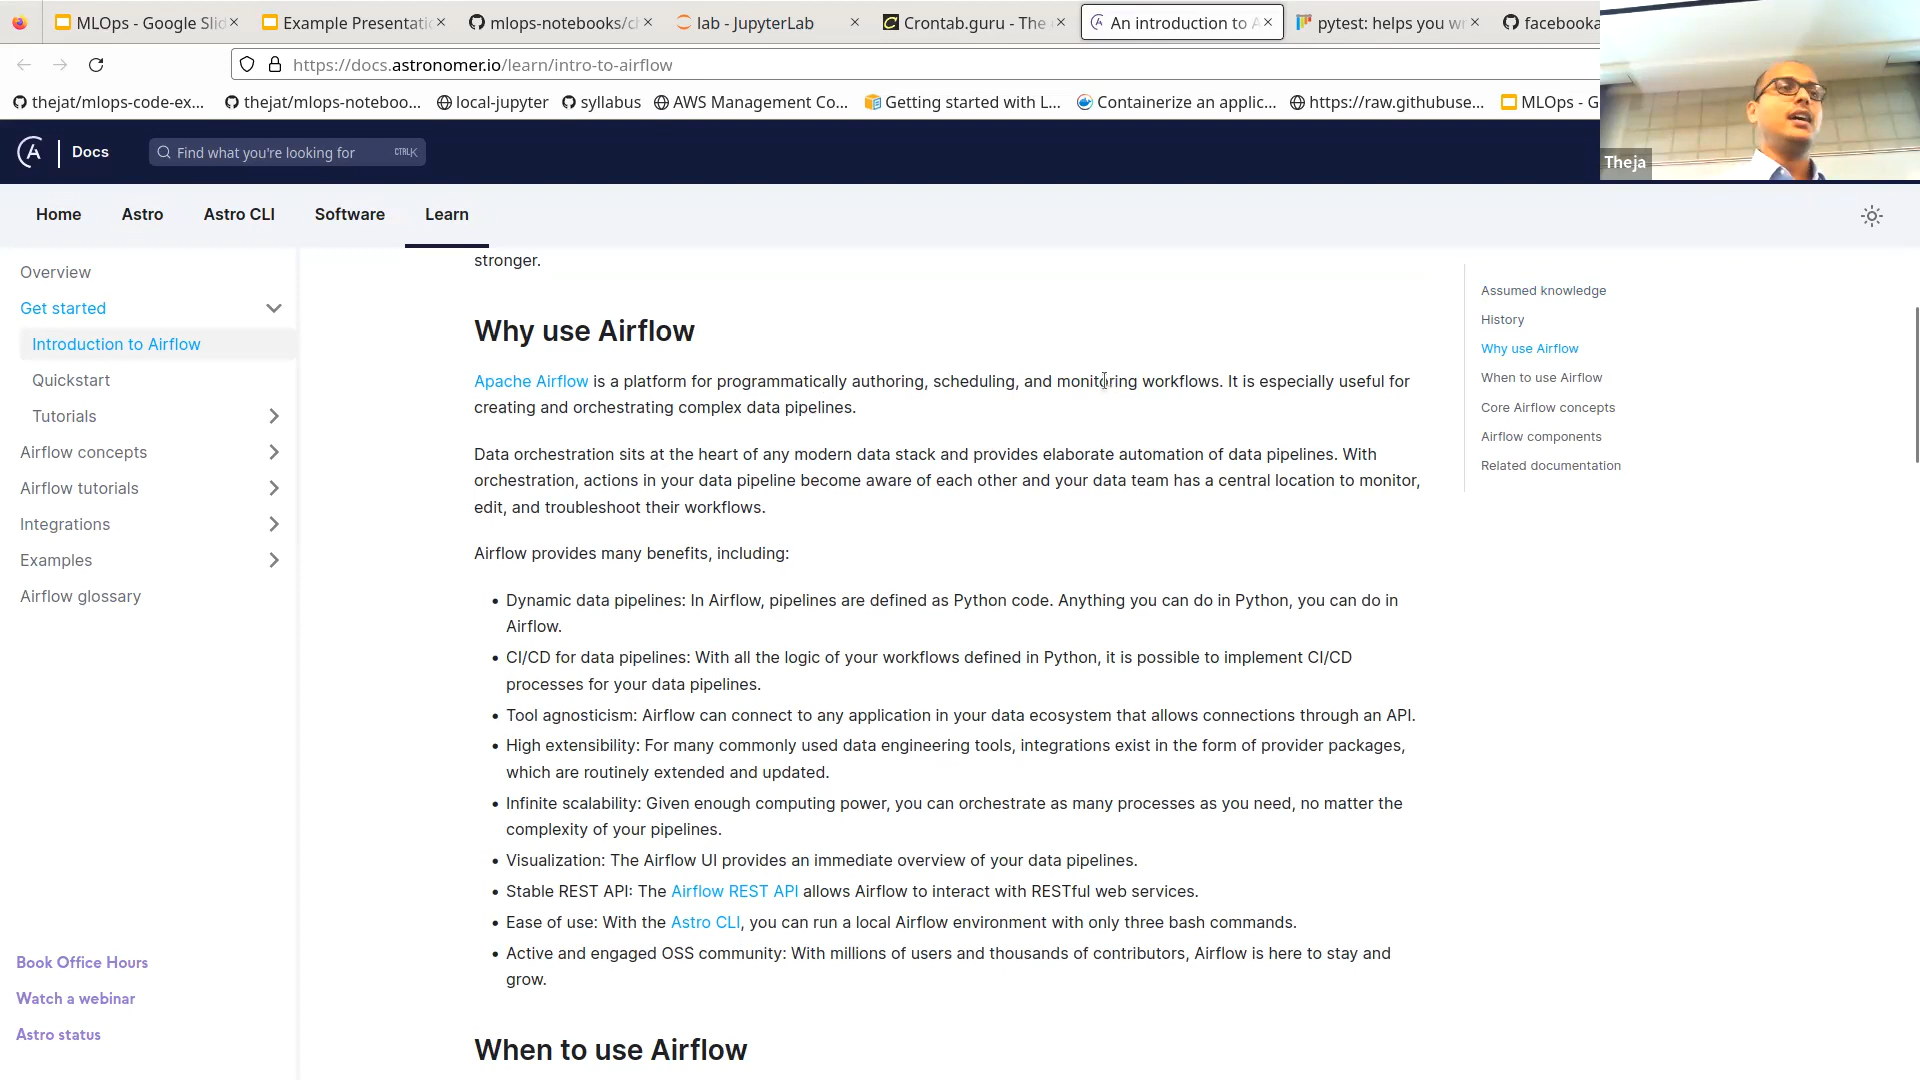 MLOps - Google Slid
Example Presentatio
mlops-notebooks/ch
lab - JupyterLab
Crontab.guru - The
An introduction to A
pytest: helps you wr
facebooka
https://docs.astronomer.io/learn/intro-to-airflow
thejat/mlops-code-ex...
thejat/mlops-noteboo...
local-jupyter
syllabus
AWS Management Co...
Getting started with L...
Containerize an applic...
https://raw.githubuse...
MLOps - G
Theja
Docs
Find what you're looking for
CTRL K
Home
Astro
Astro CLI
Software
Learn
Overview
Get started
Introduction to Airflow
Quickstart
Tutorials
Airflow concepts
Airflow tutorials
Integrations
Examples
Airflow glossary
Book Office Hours
Watch a webinar
Astro status
stronger.
Why use Airflow
Apache Airflow is a platform for programmatically authoring, scheduling, and monitoring workflows. It is especially useful for
creating and orchestrating complex data pipelines.
Data orchestration sits at the heart of any modern data stack and provides elaborate automation of data pipelines. With
orchestration, actions in your data pipeline become aware of each other and your data team has a central location to monitor,
edit, and troubleshoot their workflows.
Airflow provides many benefits, including:
• Dynamic data pipelines: In Airflow, pipelines are defined as Python code. Anything you can do in Python, you can do in
Airflow.
• CI/CD for data pipelines: With all the logic of your workflows defined in Python, it is possible to implement CI/CD
processes for your data pipelines.
• Tool agnosticism: Airflow can connect to any application in your data ecosystem that allows connections through an API.
• High extensibility: For many commonly used data engineering tools, integrations exist in the form of provider packages,
which are routinely extended and updated.
• Infinite scalability: Given enough computing power, you can orchestrate as many processes as you need, no matter the
complexity of your pipelines.
• Visualization: The Airflow UI provides an immediate overview of your data pipelines.
• Stable REST API: The Airflow REST API allows Airflow to interact with RESTful web services.
• Ease of use: With the Astro CLI, you can run a local Airflow environment with only three bash commands.
• Active and engaged OSS community: With millions of users and thousands of contributors, Airflow is here to stay and
grow.
When to use Airflow
Assumed knowledge
History
Why use Airflow
When to use Airflow
Core Airflow concepts
Airflow components
Related documentation